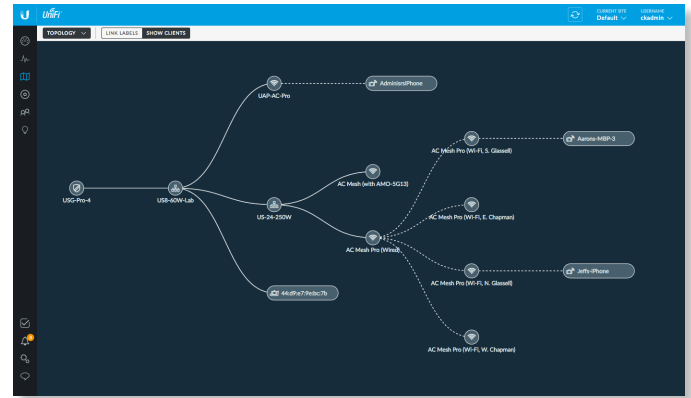 U UniFi
CURRENT SITE
Default
USERNAME
ckadmin
TOPOLOGY
LINK LABELS
SHOW CLIENTS
UAP-AC-Pro
AdminisrsiPhone
AC Mesh Pro (Wi-Fi, S. Glassell)
Aarons-MBP-3
AC Mesh (with AMO-5G13)
USG-Pro-4
US8-60W-Lab
US-24-250W
AC Mesh Pro (Wi-Fi, E. Chapman)
AC Mesh Pro (Wired)
AC Mesh Pro (Wi-Fi, N. Glassell)
Jeffs-iPhone
44:d9:e7:9e:bc:7b
AC Mesh Pro (Wi-Fi, W. Chapman)